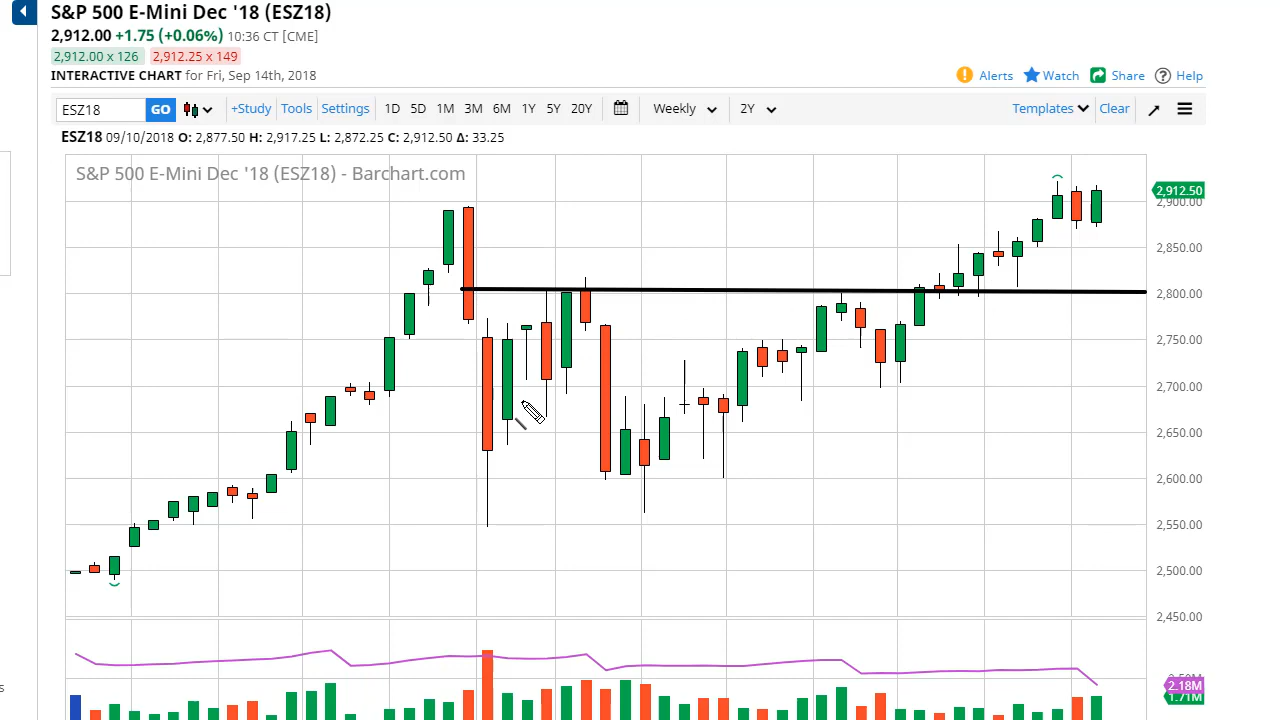 S&P 500 E-Mini Dec '18 (ESZ18)
2,912.00 +1.75 (+0.06%) 10:36 CT [CME]
2,912.00 x 126 2,912.25 x 149
INTERACTIVE CHART for Fri, Sep 14th, 2018
Alerts Watch Share ? Help
ESZ18 GO +Study Tools Settings 1D 5D 1M 3M 6M 1Y 5Y 20Y Weekly 2Y Templates Clear
ESZ18 09/10/2018 O: 2,877.50 H: 2,917.25 L: 2,872.25 C: 2,912.50 Δ: 33.25
S&P 500 E-Mini Dec '18 (ESZ18) - Barchart.com
2,912.50
2,900.00
2,850.00
2,800.00
2,750.00
2,700.00
2,650.00
2,600.00
2,550.00
2,500.00
2,450.00
2.18M
1.71M
s